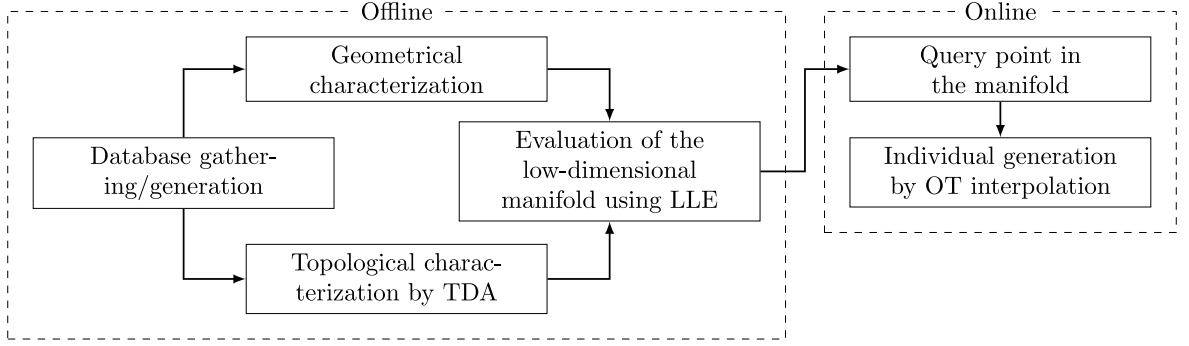 Offline
Geometrical
characterization
Database gather-
ing/generation
Evaluation of the
low-dimensional
manifold using LLE
Topological charac-
terization by TDA
Online
Query point in
the manifold
Individual generation
by OT interpolation